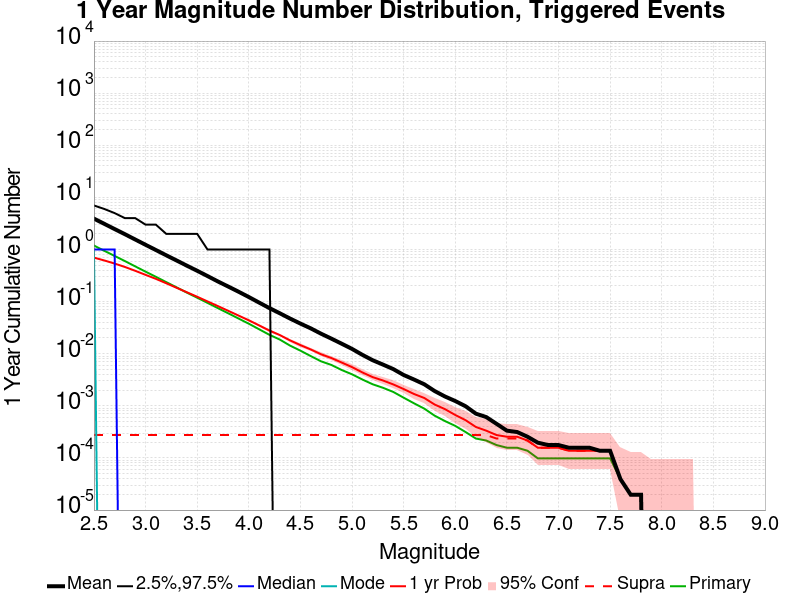 1 Year Magnitude Number Distribution, Triggered Events
1 Year Cumulative Number
10^4
10^3
10^2
10^1
10^0
10^-1
10^-2
10^-3
10^-4
10^-5
2.5 3.0 3.5 4.0 4.5 5.0 5.5 6.0 6.5 7.0 7.5 8.0 8.5 9.0
Magnitude
Mean 2.5%,97.5% Median Mode 1 yr Prob 95% Conf Supra Primary